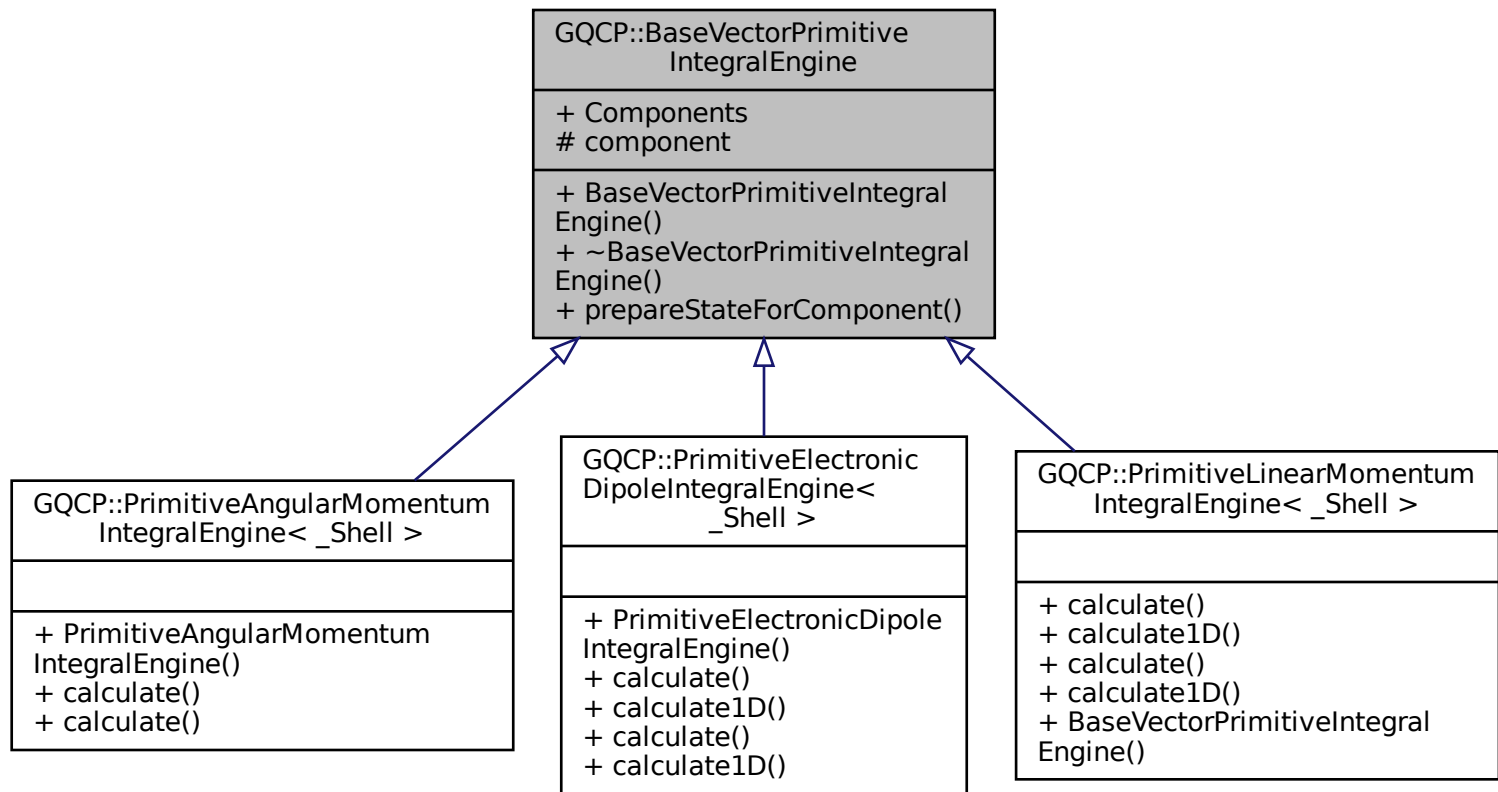 GQCP::BaseVectorPrimitive
IntegralEngine
+ Components
# component
+ BaseVectorPrimitiveIntegral
Engine()
+ ~BaseVectorPrimitiveIntegral
Engine()
+ prepareStateForComponent()
GQCP::PrimitiveAngularMomentum
IntegralEngine< _Shell >
+ PrimitiveAngularMomentum
IntegralEngine()
+ calculate()
+ calculate()
GQCP::PrimitiveElectronic
DipoleIntegralEngine<
_Shell >
+ PrimitiveElectronicDipole
IntegralEngine()
+ calculate()
+ calculate1D()
+ calculate()
+ calculate1D()
GQCP::PrimitiveLinearMomentum
IntegralEngine< _Shell >
+ calculate()
+ calculate1D()
+ calculate()
+ calculate1D()
+ BaseVectorPrimitiveIntegral
Engine()